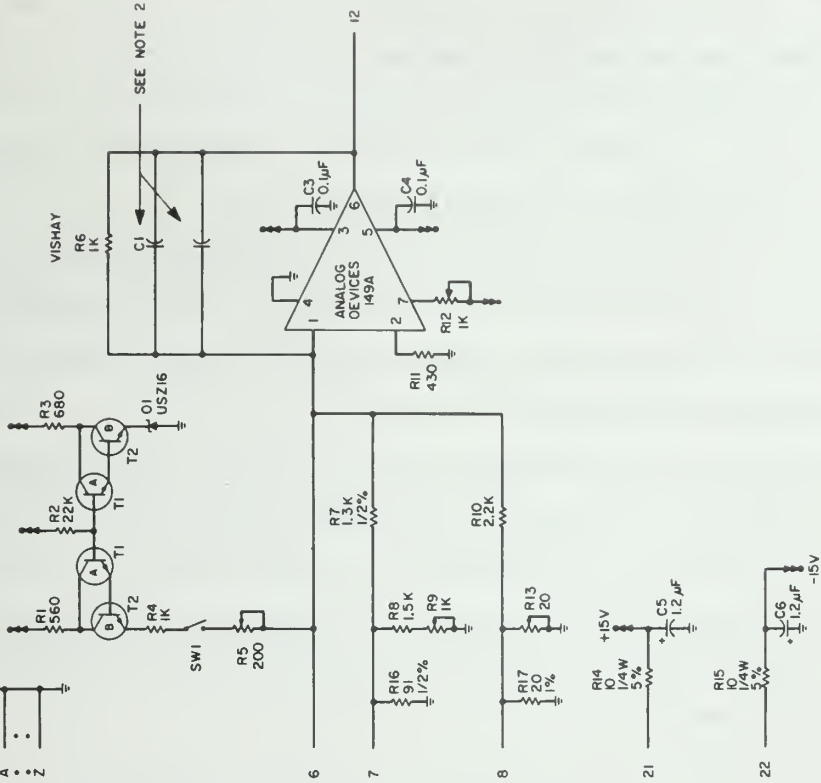 SEE NOTE 2
12
VISHAY
R6
1K
C1
C3
0.1µF
3
6
4
ANALOG
DEVICES
149A
1
5
C4
0.1µF
7
2
R12
1K
R11
430
R3
680
B
T2
D1
USZ16
A
T1
R2
22K
T1
A
R1
560
T2
B
R4
1K
SW1
R5
200
A
Z
6
R7
1.3K
1/2%
R10
2.2K
R8
1.5K
R9
1K
R13
20
R16
91
1/2%
R17
20
1%
7
8
+15V
R14
10
1/4W
5%
+
C5
1.2µF
21
-15V
R15
10
1/4W
5%
+
C6
1.2µF
22